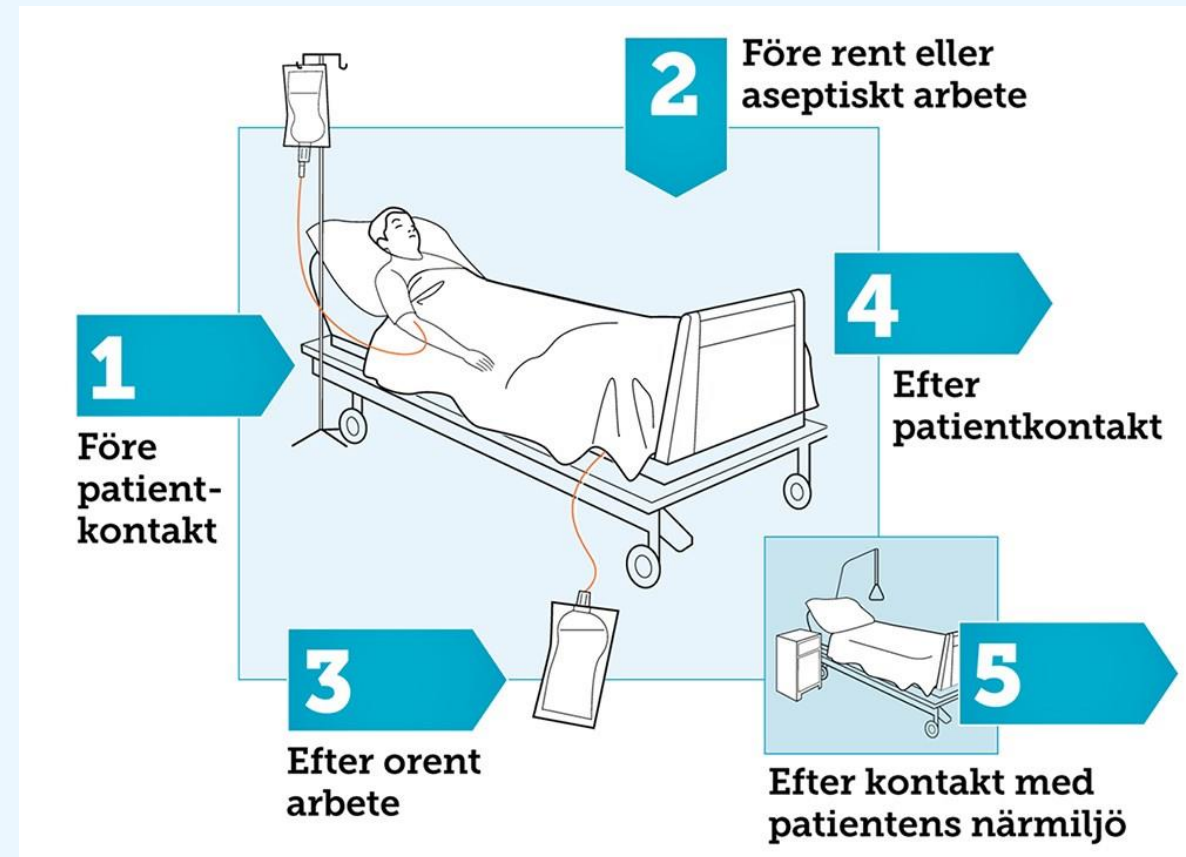 1
Före
patient-
kontakt
2
Före rent eller
aseptiskt arbete
3
Efter orent
arbete
4
Efter
patientkontakt
5
Efter kontakt med
patientens närmiljö